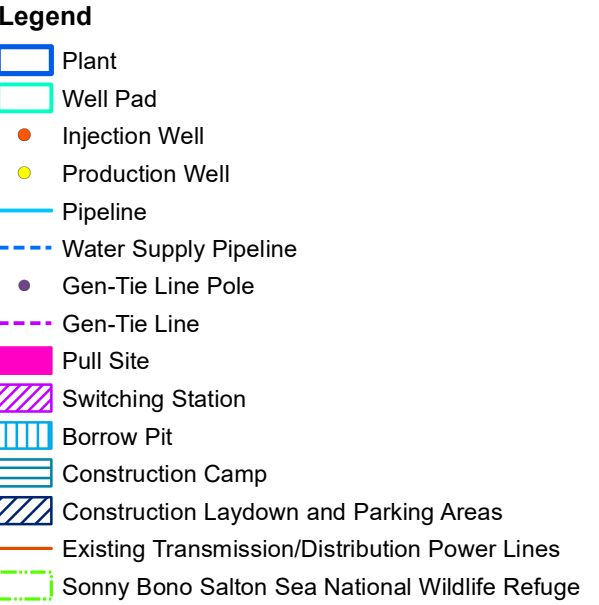 Legend
Plant
Well Pad
Injection Well
Production Well
Pipeline
Water Supply Pipeline
Gen-Tie Line Pole
Gen-Tie Line
Pull Site
Switching Station
Borrow Pit
Construction Camp
Construction Laydown and Parking Areas
Existing Transmission/Distribution Power Lines
Sonny Bono Salton Sea National Wildlife Refuge